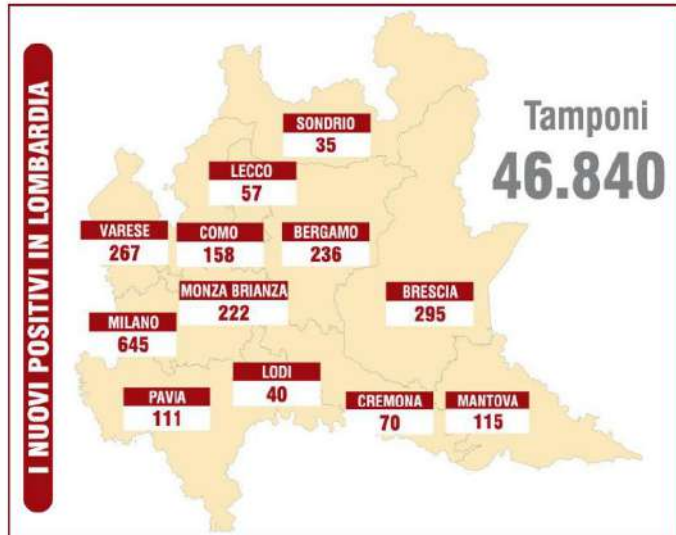 I NUOVI POSITIVI IN LOMBARDIA
Tamponi
46.840
SONDRIO
35
LECCO
57
VARESE
267
COMO
158
BERGAMO
236
MONZA BRIANZA
222
BRESCIA
295
MILANO
645
LODI
40
PAVIA
111
CREMONA
70
MANTOVA
115